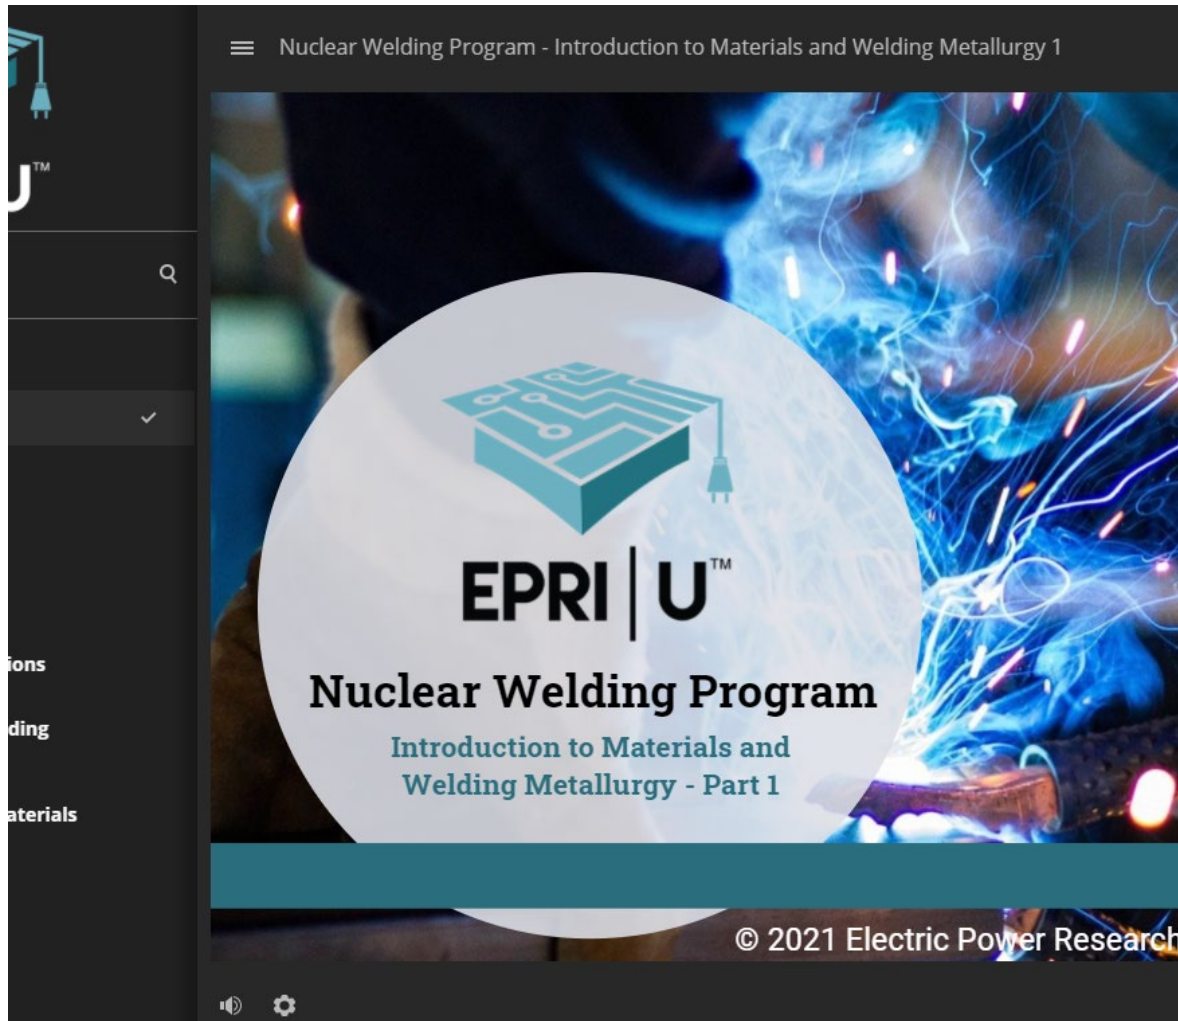 U™
ions
ding
aterials
Nuclear Welding Program - Introduction to Materials and Welding Metallurgy 1
EPRI | U™
Nuclear Welding Program
Introduction to Materials and
Welding Metallurgy - Part 1
© 2021 Electric Power Research